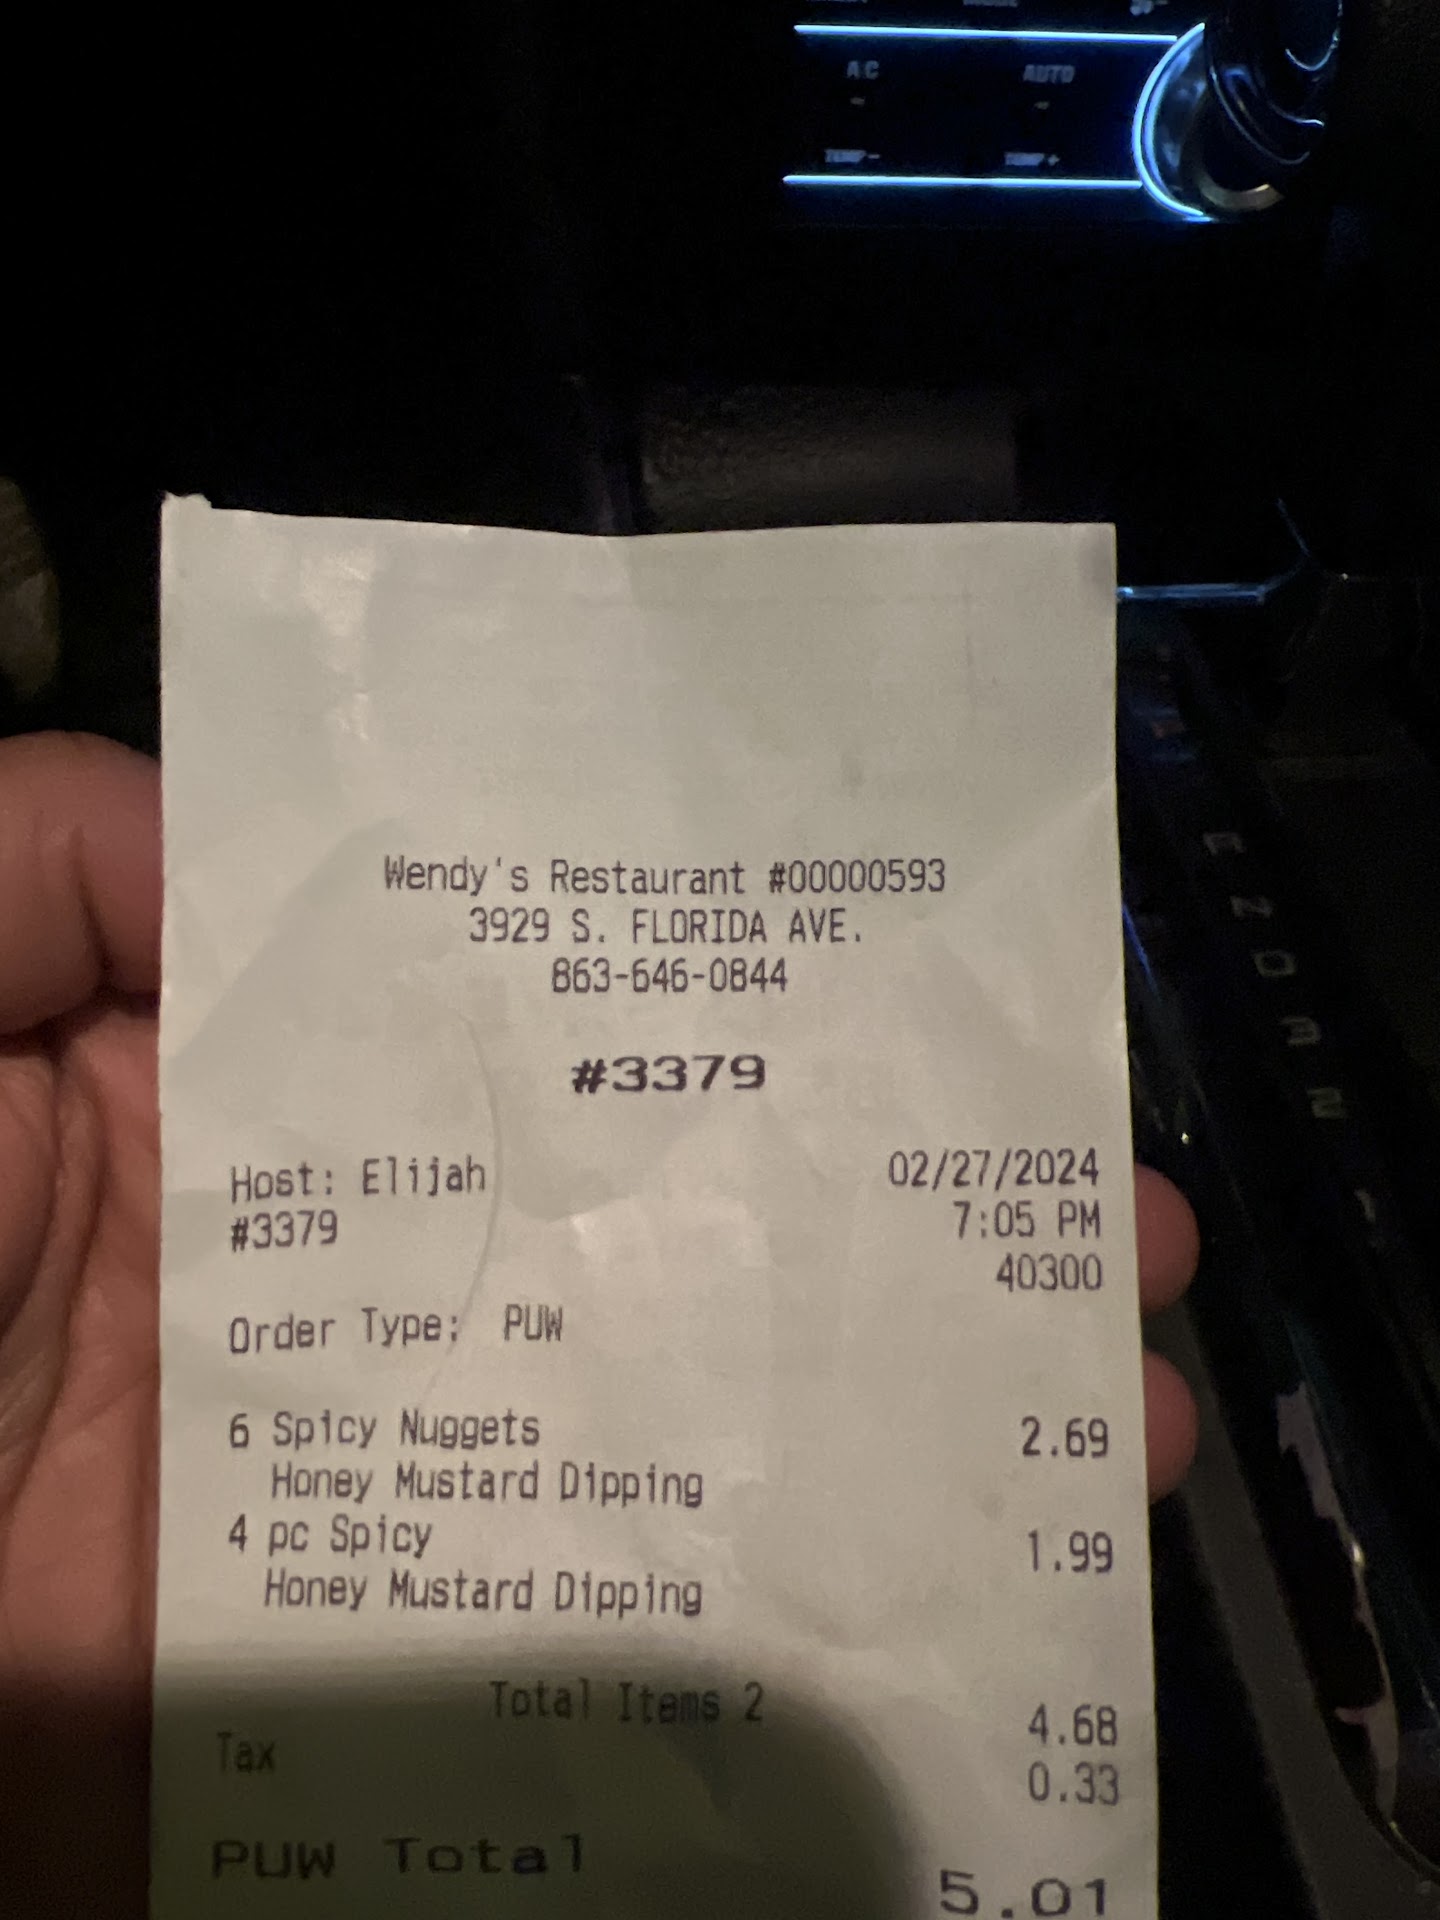 A/C AUTO
TEMP- TEMP+
Wendy's Restaurant #00000593
3929 S. FLORIDA AVE.
863-646-0844
#3379
Host: Elijah 02/27/2024
#3379 7:05 PM
40300
Order Type: PUW
6 Spicy Nuggets 2.69
Honey Mustard Dipping
4 pc Spicy 1.99
Honey Mustard Dipping
Total Items 2 4.68
Tax 0.33
PUW Total 5.01